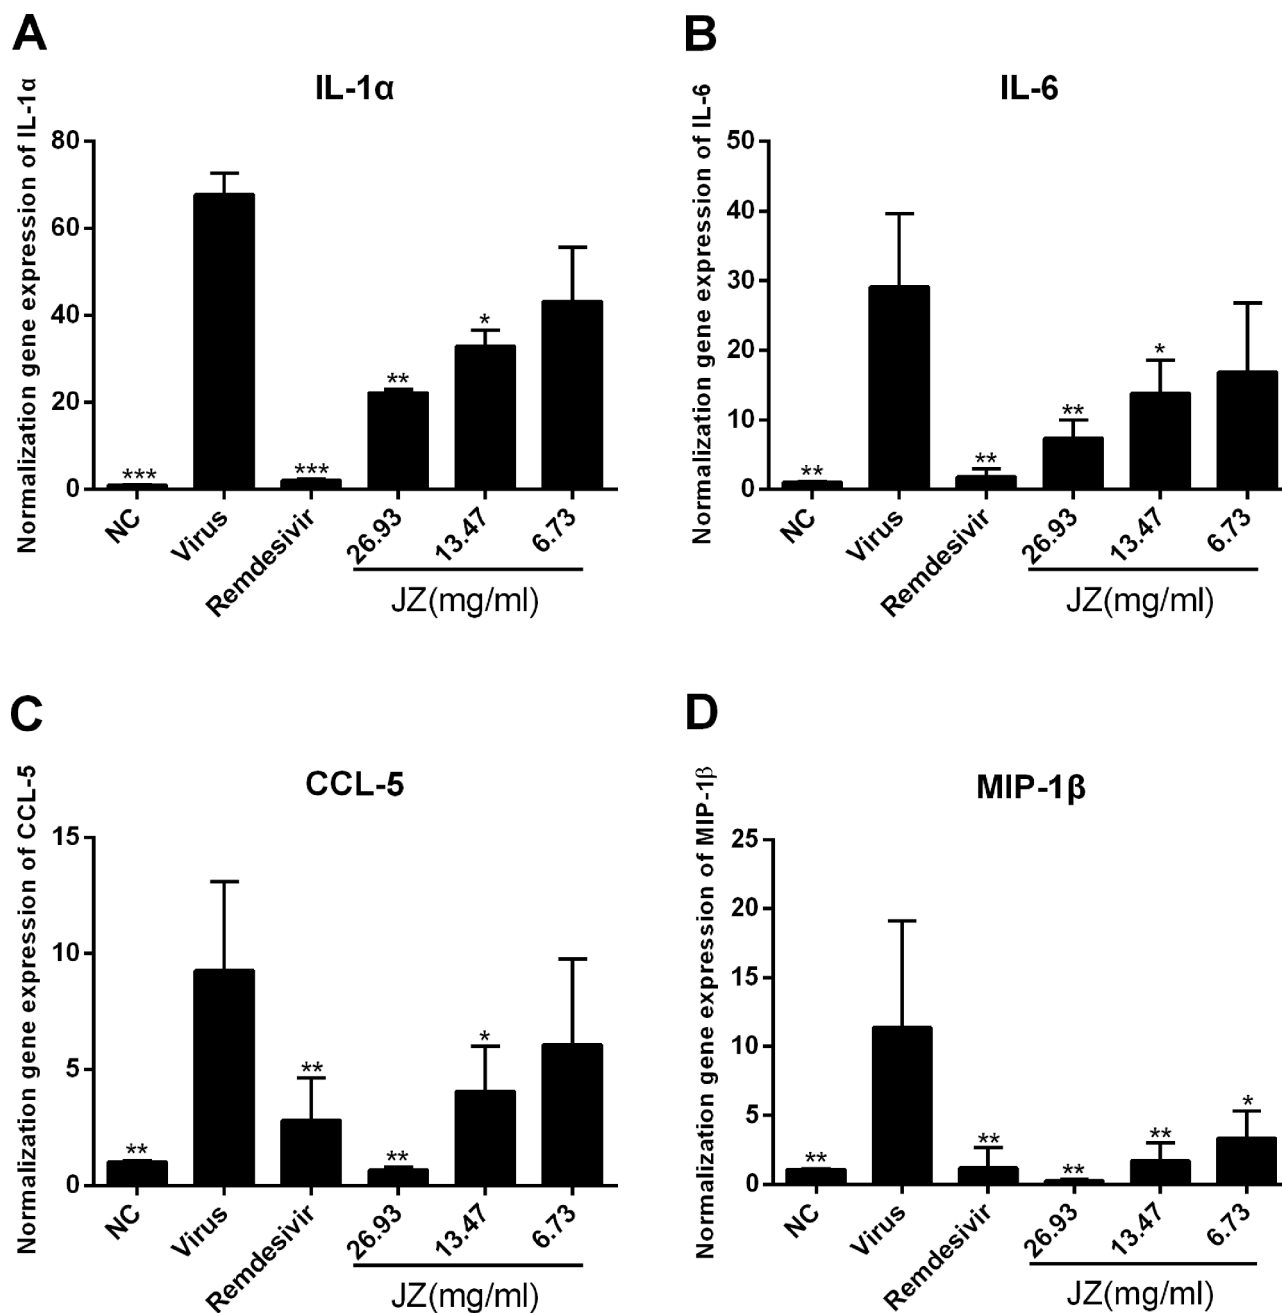 A
IL-1α
Normalization gene expression of IL-1α
80
60
40
20
0
***
***
**
*
NC
Virus
Remdesivir
26.93
13.47
6.73
JZ(mg/ml)
B
IL-6
Normalization gene expression of IL-6
50
40
30
20
10
0
**
**
**
*
NC
Virus
Remdesivir
26.93
13.47
6.73
JZ(mg/ml)
C
CCL-5
Normalization gene expression of CCL-5
15
10
5
0
**
**
**
*
NC
Virus
Remdesivir
26.93
13.47
6.73
JZ(mg/ml)
D
MIP-1β
Normalization gene expression of MIP-1β
25
20
15
10
5
0
**
**
**
**
*
NC
Virus
Remdesivir
26.93
13.47
6.73
JZ(mg/ml)